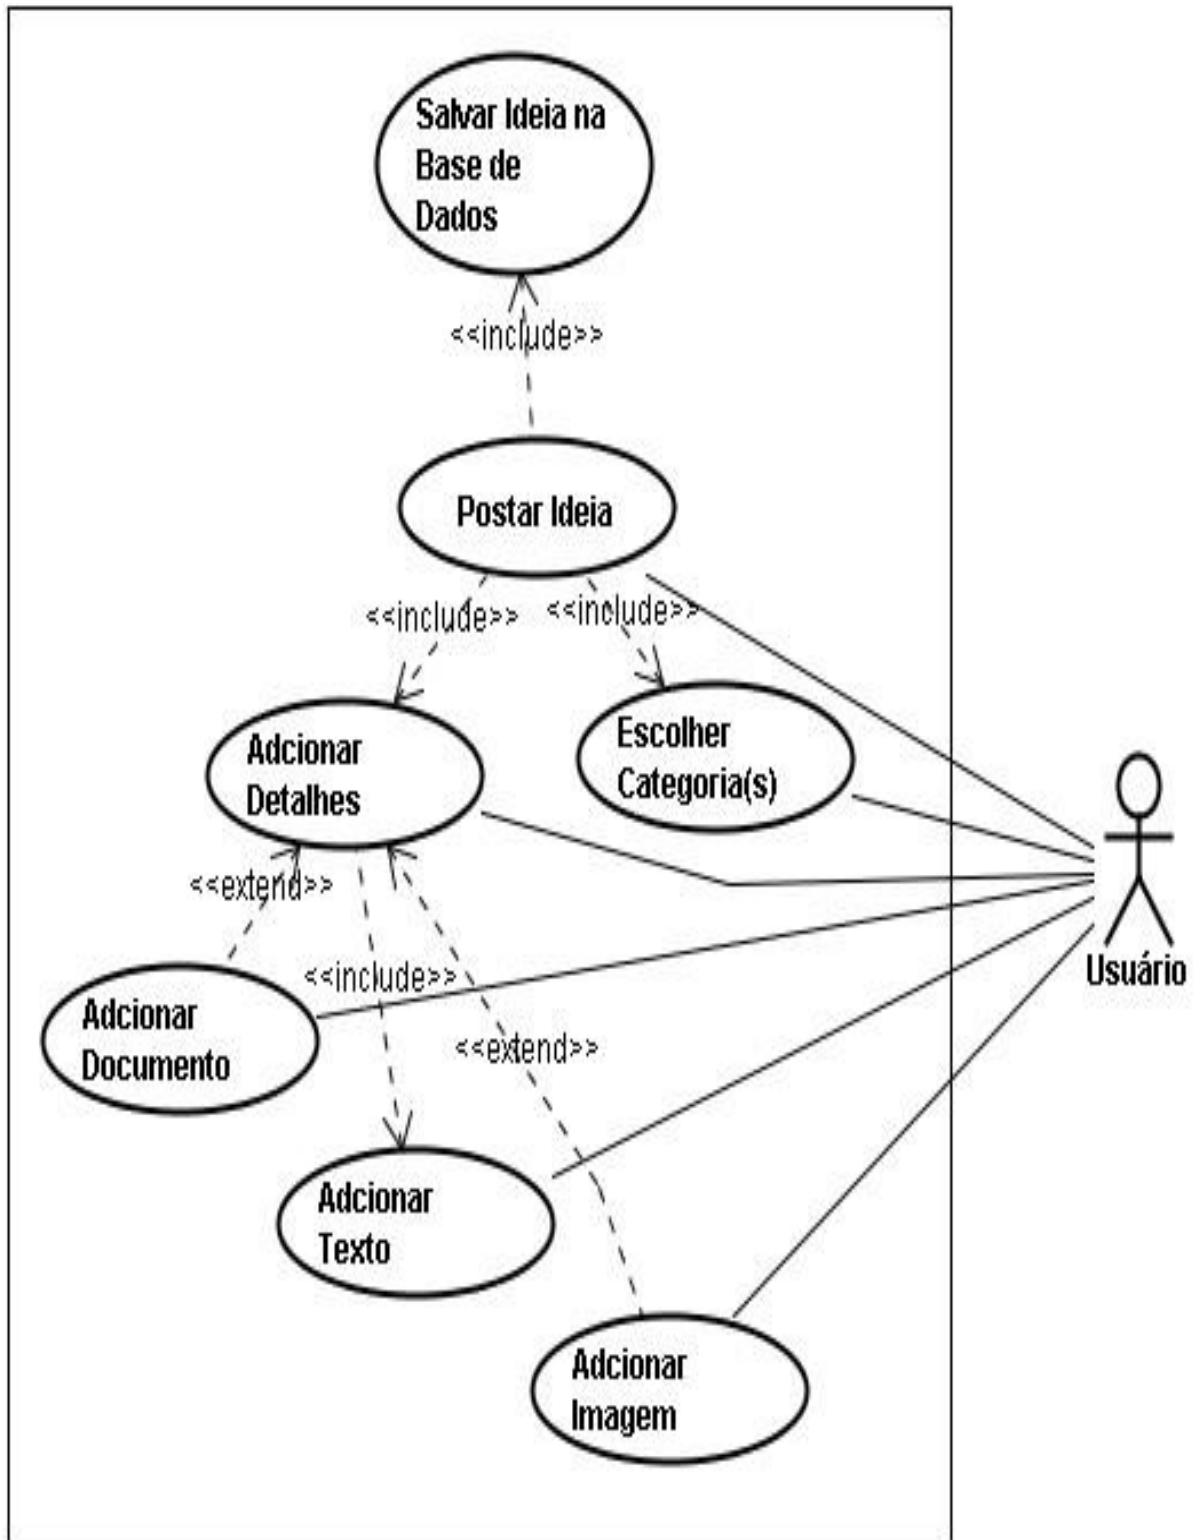 Salvar Ideia na
Base de
Dados
<<include>>
Postar Ideia
<<include>>
<<include>>
Adcionar
Detalhes
Escolher
Categoria(s)
<<extend>>
Usuário
<<include>>
Adcionar
Documento
<<extend>>
Adcionar
Texto
Adcionar
Imagem